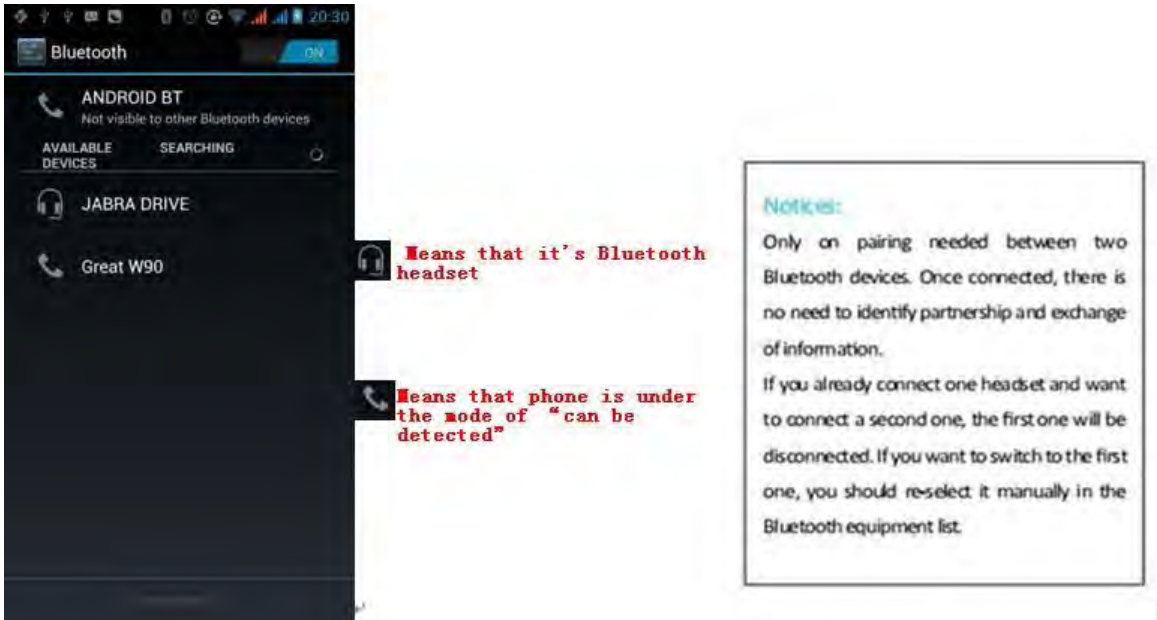 20:30
Bluetooth
ON
ANDROID BT
Not visible to other Bluetooth devices
AVAILABLE DEVICES
SEARCHING
JABRA DRIVE
Great W90
Means that it's Bluetooth
headset
Means that phone is under
the mode of “can be
detected”
Notices:
Only on pairing needed between two
Bluetooth devices. Once connected, there is
no need to identify partnership and exchange
of information.
If you already connect one headset and want
to connect a second one, the first one will be
disconnected. If you want to switch to the first
one, you should re-select it manually in the
Bluetooth equipment list.